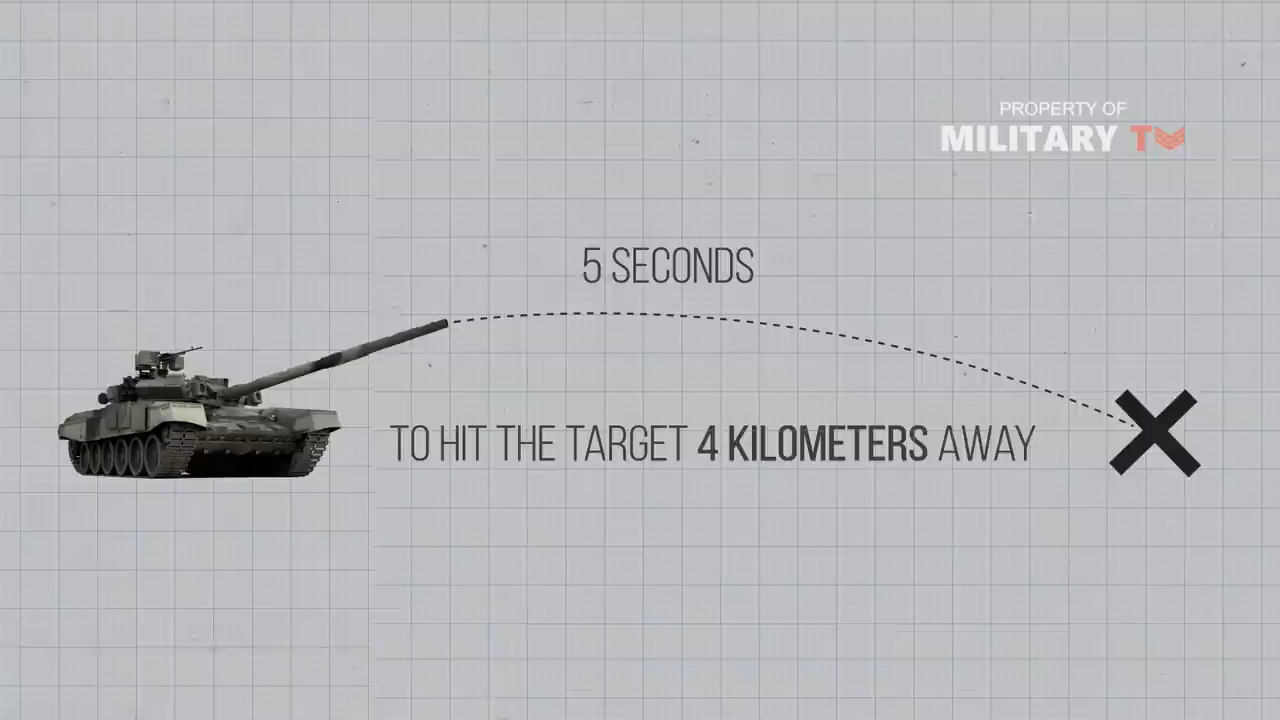 PROPERTY OF
MILITARY TV
5 SECONDS
TO HIT THE TARGET 4 KILOMETERS AWAY